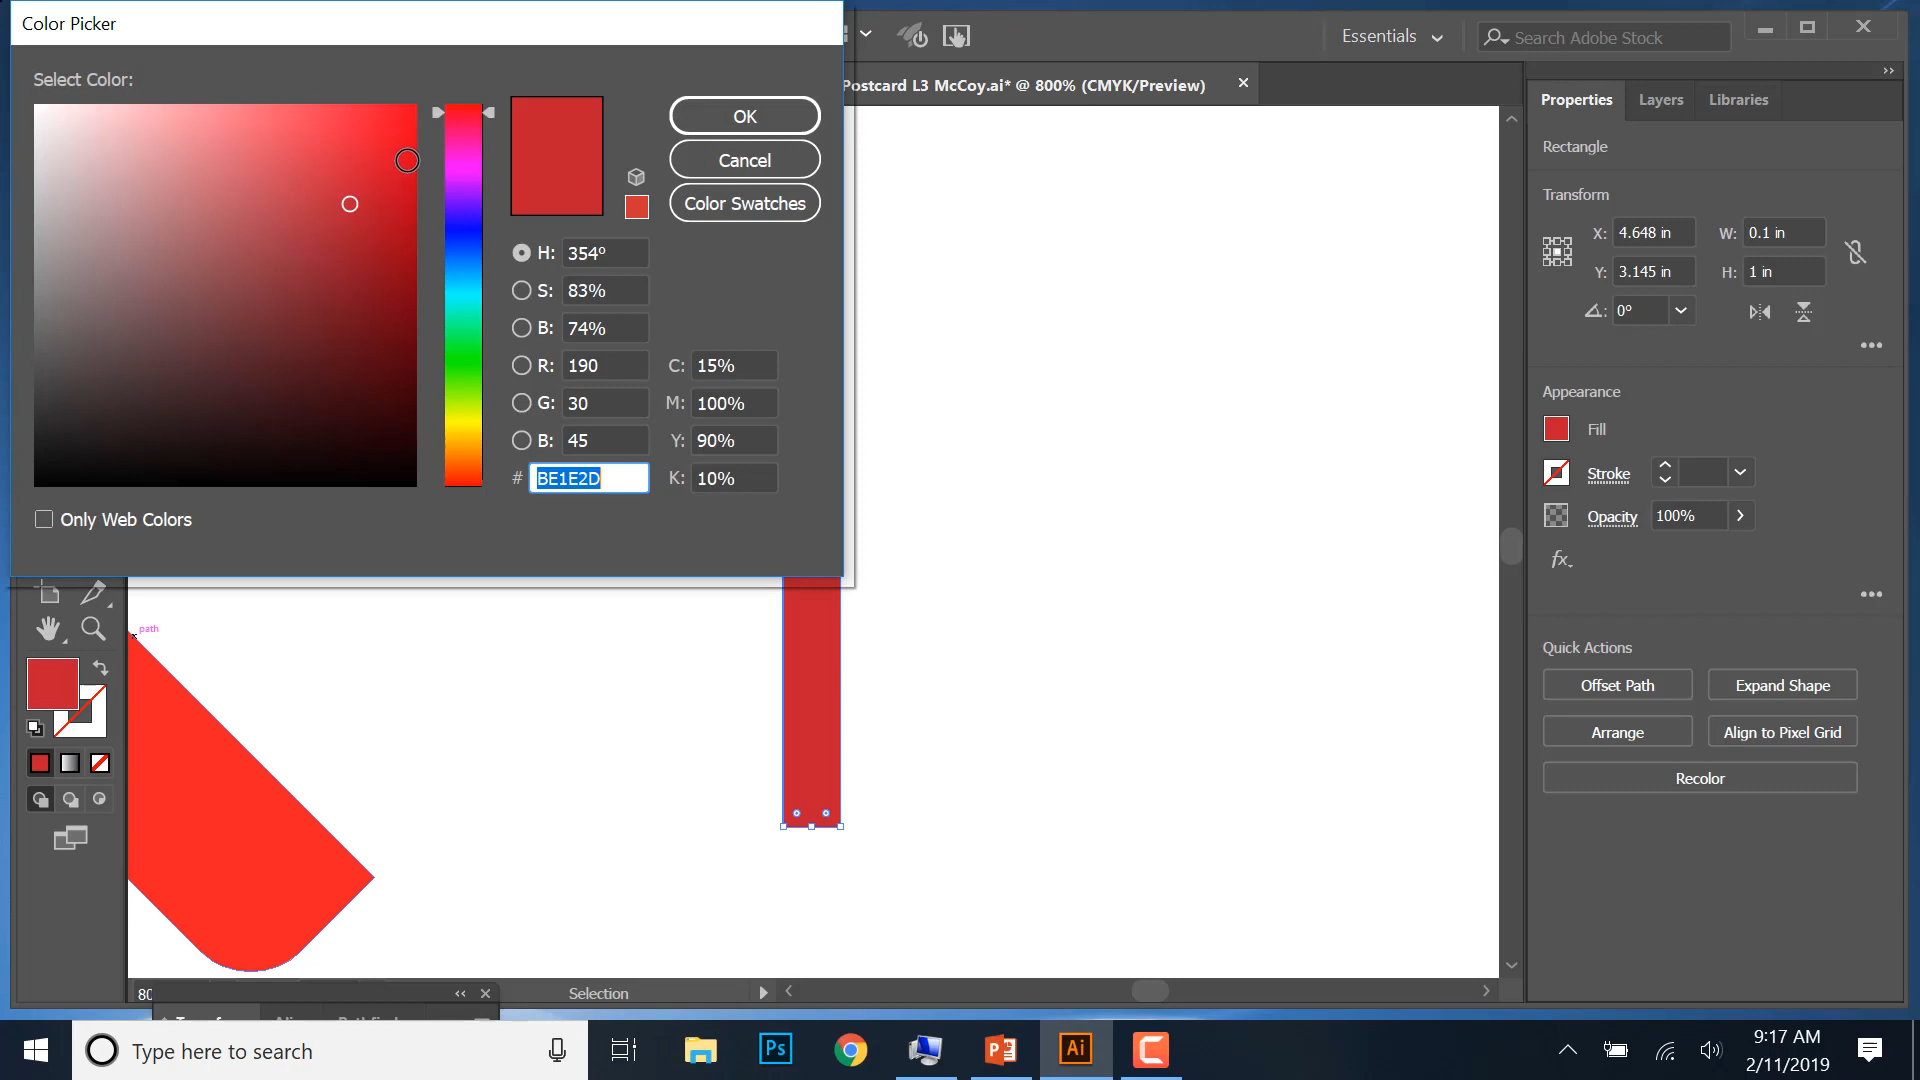 Color Picker
Select Color:
OK
Cancel
Color Swatches
H: 354º
S: 83%
B: 74%
R: 190
G: 30
B: 45
# BE1E2D
C: 15%
M: 100%
Y: 90%
K: 10%
Only Web Colors
Essentials
Search Adobe Stock
Postcard L3 McCoy.ai* @ 800% (CMYK/Preview)
Properties
Layers
Libraries
Rectangle
Transform
X: 4.648 in
W: 0.1 in
Y: 3.145 in
H: 1 in
0°
Appearance
Fill
Stroke
Opacity
100%
fx
Quick Actions
Offset Path
Expand Shape
Arrange
Align to Pixel Grid
Recolor
path
80
Selection
Type here to search
Ps
Ai
9:17 AM
2/11/2019